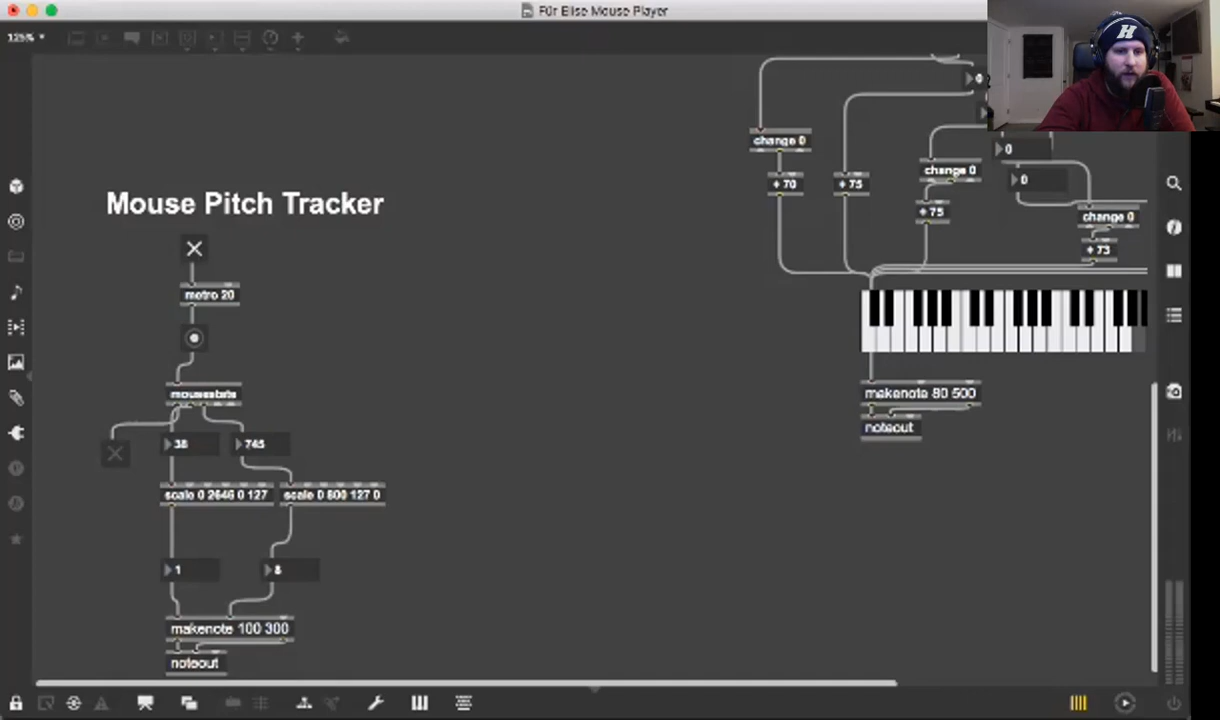 Für Elise Mouse Player
125%
H
0
change 0
0
+ 70
+ 75
change 0
0
+ 75
change 0
+ 73
Mouse Pitch Tracker
metro 20
mousestate
38
745
scale 0 2646 0 127
scale 0 800 127 0
1
8
makenote 100 300
noteout
makenote 80 500
noteout